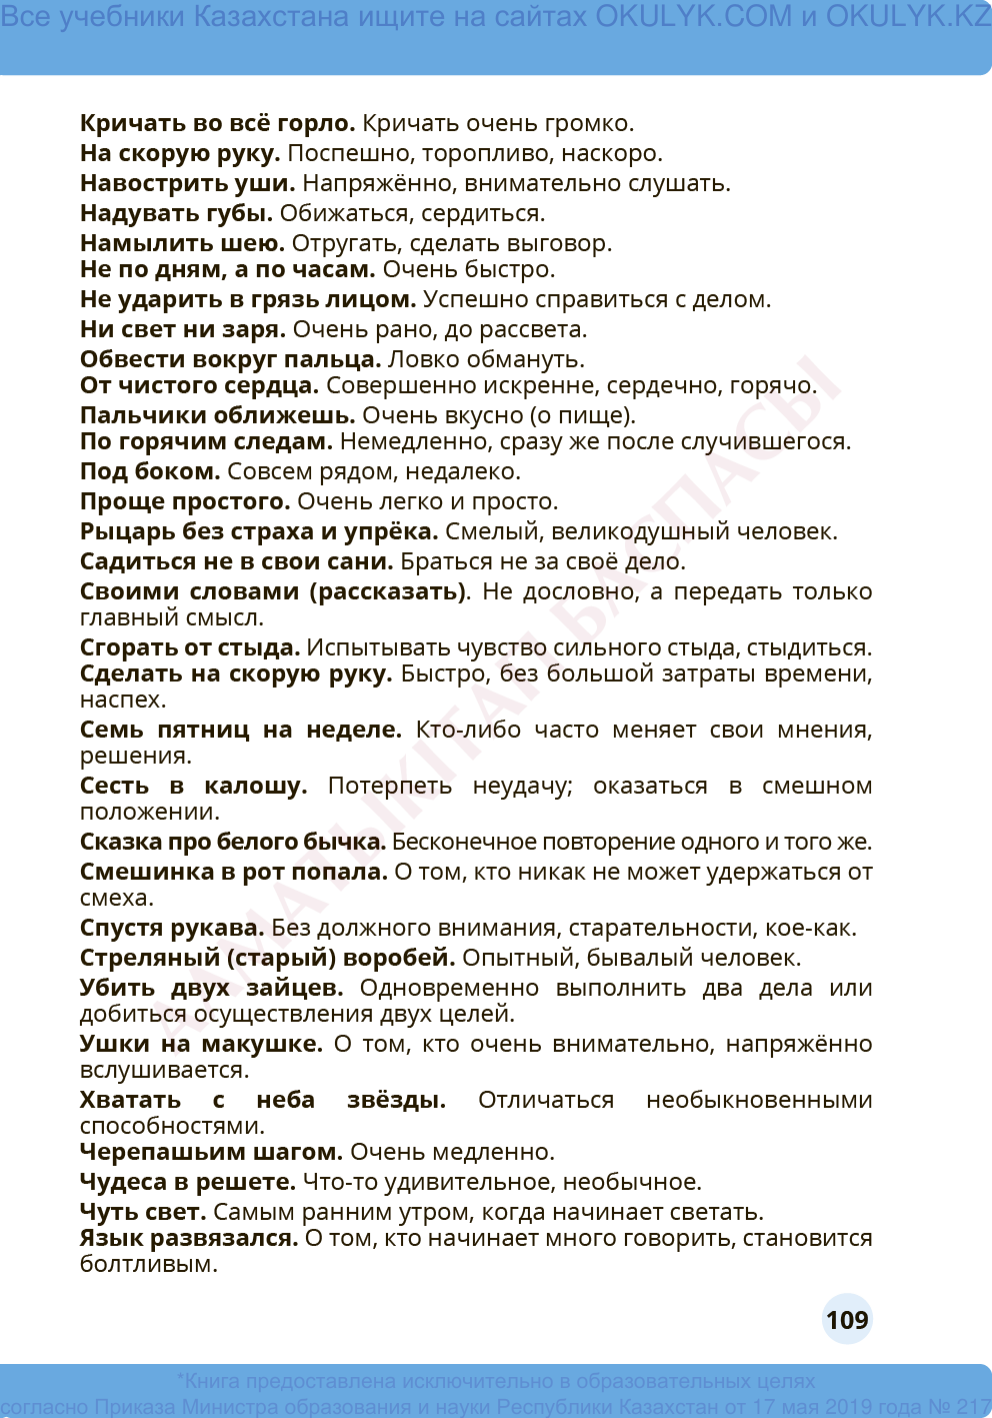 Все учебники Казахстана ищите на сайтах OKULYK.COM и OKULYK.KZ
Кричать во всё горло. Кричать очень громко.
На скорую руку. Поспешно, торопливо, наскоро.
Навострить уши. Напряжённо, внимательно слушать.
Надувать губы. Обижаться, сердиться.
Намылить шею. Отругать, сделать выговор.
Не по дням, а по часам. Очень быстро.
Не ударить в грязь лицом. Успешно справиться с делом.
Ни свет ни заря. Очень рано, до рассвета.
Обвести вокруг пальца. Ловко обмануть.
От чистого сердца. Совершенно искренне, сердечно, горячо.
Пальчики оближешь. Очень вкусно (о пище).
По горячим следам. Немедленно, сразу же после случившегося.
Под боком. Совсем рядом, недалеко.
Проще простого. Очень легко и просто.
Рыцарь без страха и упрёка. Смелый, великодушный человек.
Садиться не в свои сани. Браться не за своё дело.
Своими словами (рассказать). Не дословно, а передать только
главный смысл.
Сгорать от стыда. Испытывать чувство сильного стыда, стыдиться.
Сделать на скорую руку. Быстро, без большой затраты времени,
наспех.
Семь пятниц на неделе. Кто-либо часто меняет свои мнения,
решения.
Сесть в калошу. Потерпеть неудачу; оказаться в смешном
положении.
Сказка про белого бычка. Бесконечное повторение одного и того же.
Смешинка в рот попала. О том, кто никак не может удержаться от
смеха.
Спустя рукава. Без должного внимания, старательности, кое-как.
Стреляный (старый) воробей. Опытный, бывалый человек.
Убить двух зайцев. Одновременно выполнить два дела или
добиться осуществления двух целей.
Ушки на макушке. О том, кто очень внимательно, напряжённо
вслушивается.
Хватать с неба звёзды. Отличаться необыкновенными
способностями.
Черепашьим шагом. Очень медленно.
Чудеса в решете. Что-то удивительное, необычное.
Чуть свет. Самым ранним утром, когда начинает светать.
Язык развязался. О том, кто начинает много говорить, становится
болтливым.
АЛМАТЫКІТАП БАСПАСЫ
109
*Книга предоставлена исключительно в образовательных целях
согласно Приказа Министра образования и науки Республики Казахстан от 17 мая 2019 года № 217